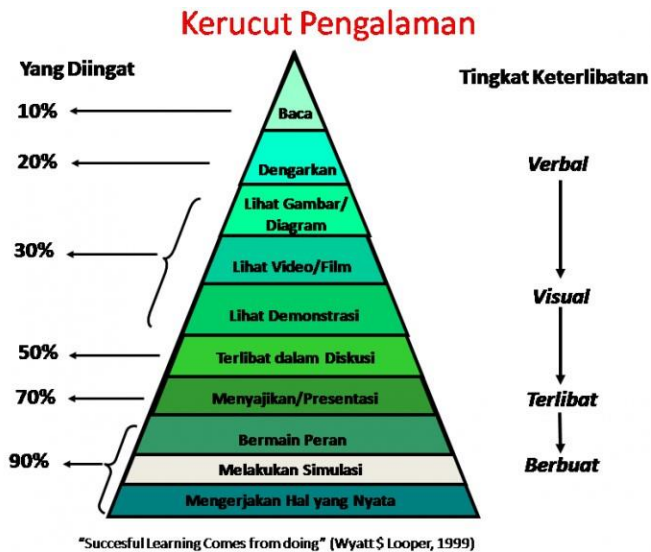 Kerucut Pengalaman
Yang Diingat
Tingkat Keterlibatan
10%
Baca
20%
Dengarkan
Verbal
Lihat Gambar/
Diagram
30%
Lihat Video/Film
Visual
Lihat Demonstrasi
50%
Terlibat dalam Diskusi
70%
Menyajikan/Presentasi
Terlibat
Bermain Peran
90%
Melakukan Simulasi
Berbuat
Mengerjakan Hal yang Nyata
"Succesful Learning Comes from doing" (Wyatt $ Looper, 1999)